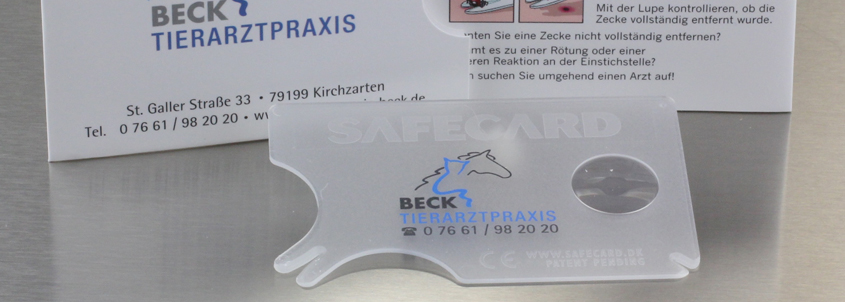 BECK
TIERARZTPRAXIS
St. Galler Straße 33 • 79199 Kirchzarten
Tel. 0 76 61 / 98 20 20 •
Mit der Lupe kontrollieren, ob die
Zecke vollständig entfernt wurde.
Sie eine Zecke nicht vollständig entfernen?
es zu einer Rötung oder einer
Reaktion an der Einstichstelle?
suchen Sie umgehend einen Arzt auf!
SAFECARD
BECK
TIERARZTPRAXIS
☎ 0 76 61 / 98 20 20
CE WWW.SAFECARD.DK
PATENT PENDING